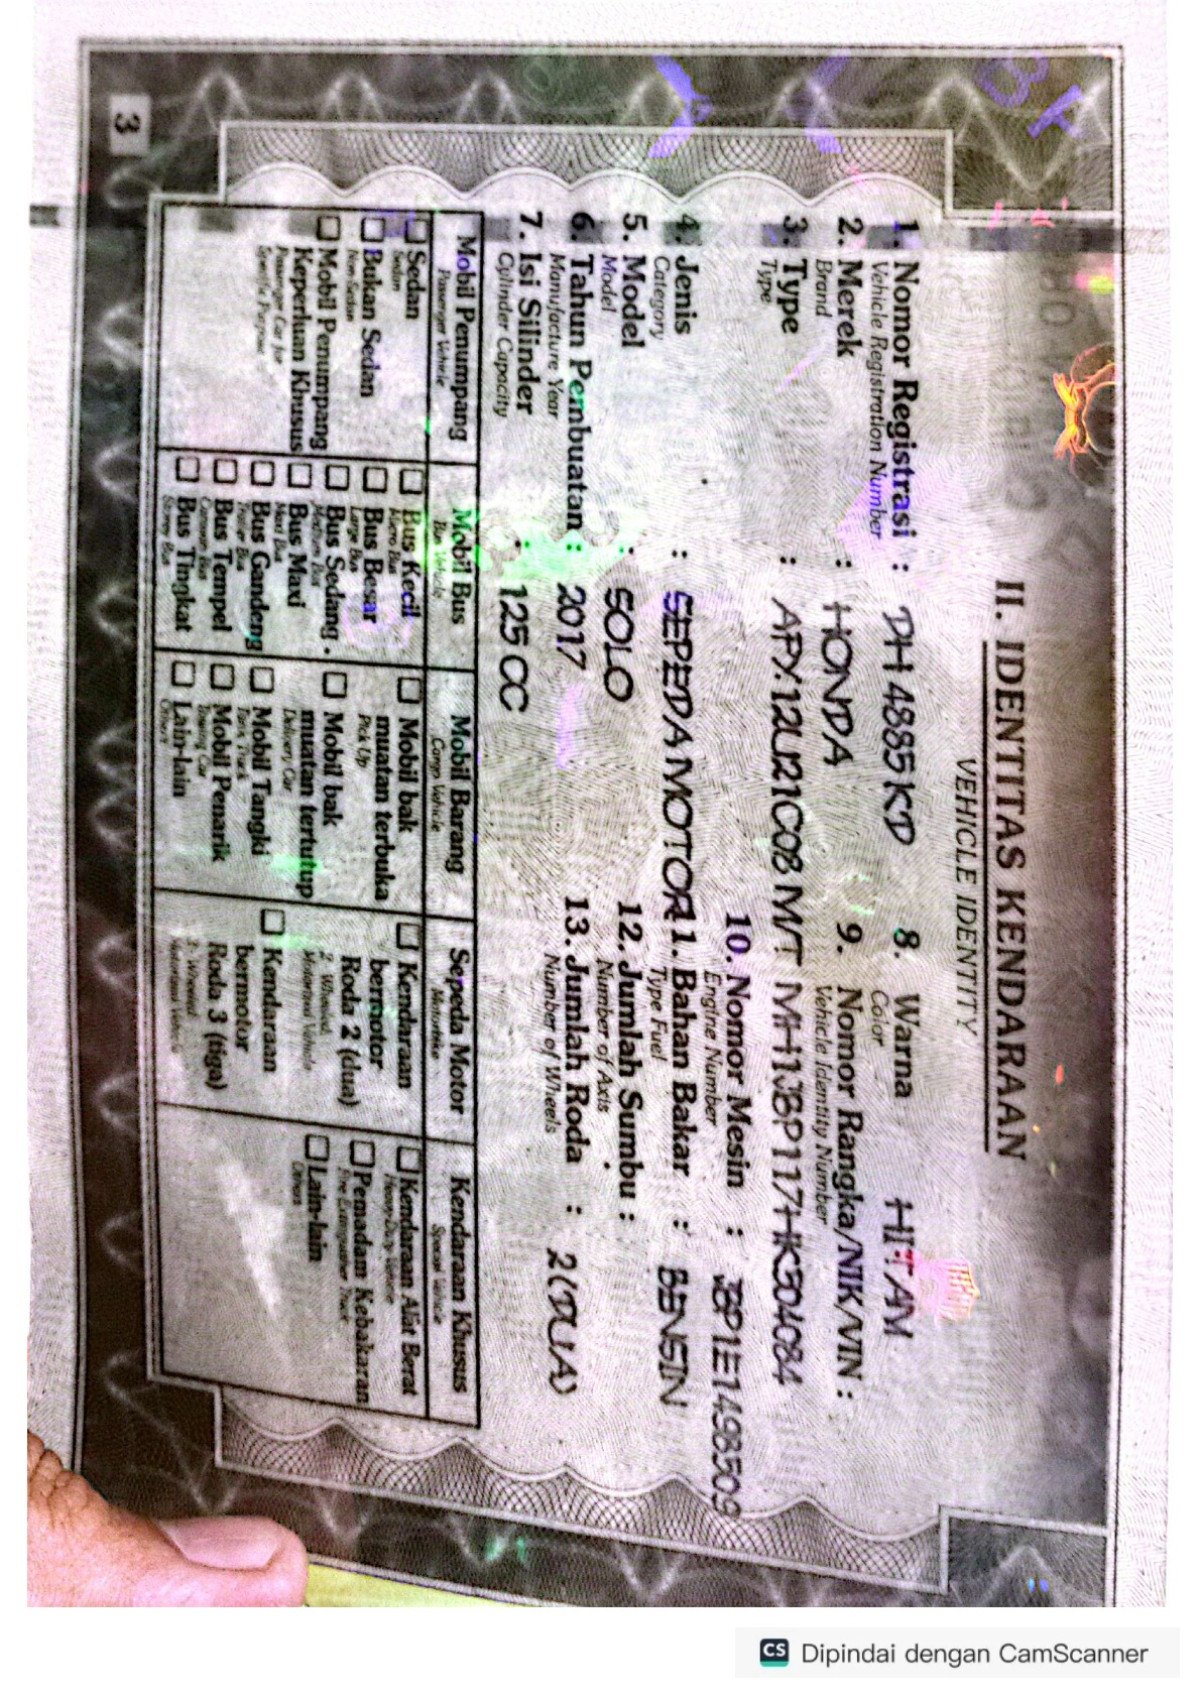 II. IDENTITAS KENDARAAN
VEHICLE IDENTITY
1. Nomor Registrasi : DH 4885 KD
Vehicle Registration Number
2. Merek : HONDA
Brand
3. Type :
Type
4. Jenis : SEPEDA MOTOR
Category
5. Model : SOLO
Model
6. Tahun Pembuatan : 2017
Manufacture Year
7. Isi Silinder : 125 CC
Cylinder Capacity
8. Warna HITAM
Color
9. Nomor Rangka/NIK/VIN :
Vehicle Identity Number
MH1JBP117HK504084
10. Nomor Mesin : JBP1E1498509
Engine Number
11. Bahan Bakar : BENSIN
Type Fuel
12. Jumlah Sumbu :
Number of Axis
13. Jumlah Roda : 2 (DUA)
Number of Wheels
Mobil Penumpang
Passenger Vehicle
Sedan
Sedan
Bukan Sedan
Non-Sedan
Mobil Penumpang
Keperluan Khusus
Passenger Car for
Mobil Bus
Bus Vehicle
Bus Kecil
Micro Bus
Bus Besar
Large Bus
Bus Sedang
Medium Bus
Bus Maxi
Maxi Bus
Bus Gandeng
Bus Tempel
Bus Tingkat
Mobil Barang
Cargo Vehicle
Mobil bak
muatan terbuka
Pick Up
Mobil bak
muatan tertutup
Delivery Car
Mobil Tangki
Tank Truck
Mobil Penarik
Towing Car
Lain-lain
Others
Sepeda Motor
Motorbike
Kendaraan
bermotor
Roda 2 (dua)
2 Wheeled
Motorized Vehicle
Kendaraan
bermotor
Roda 3 (tiga)
3 Wheeled
Motorized Vehicle
Kendaraan Khusus
Special Vehicle
Kendaraan Alat Berat
Heavy-Duty Vehicle
Pemadam Kebakaran
Fire Extinguisher Truck
Lain-lain
Others
3
CS Dipindai dengan CamScanner